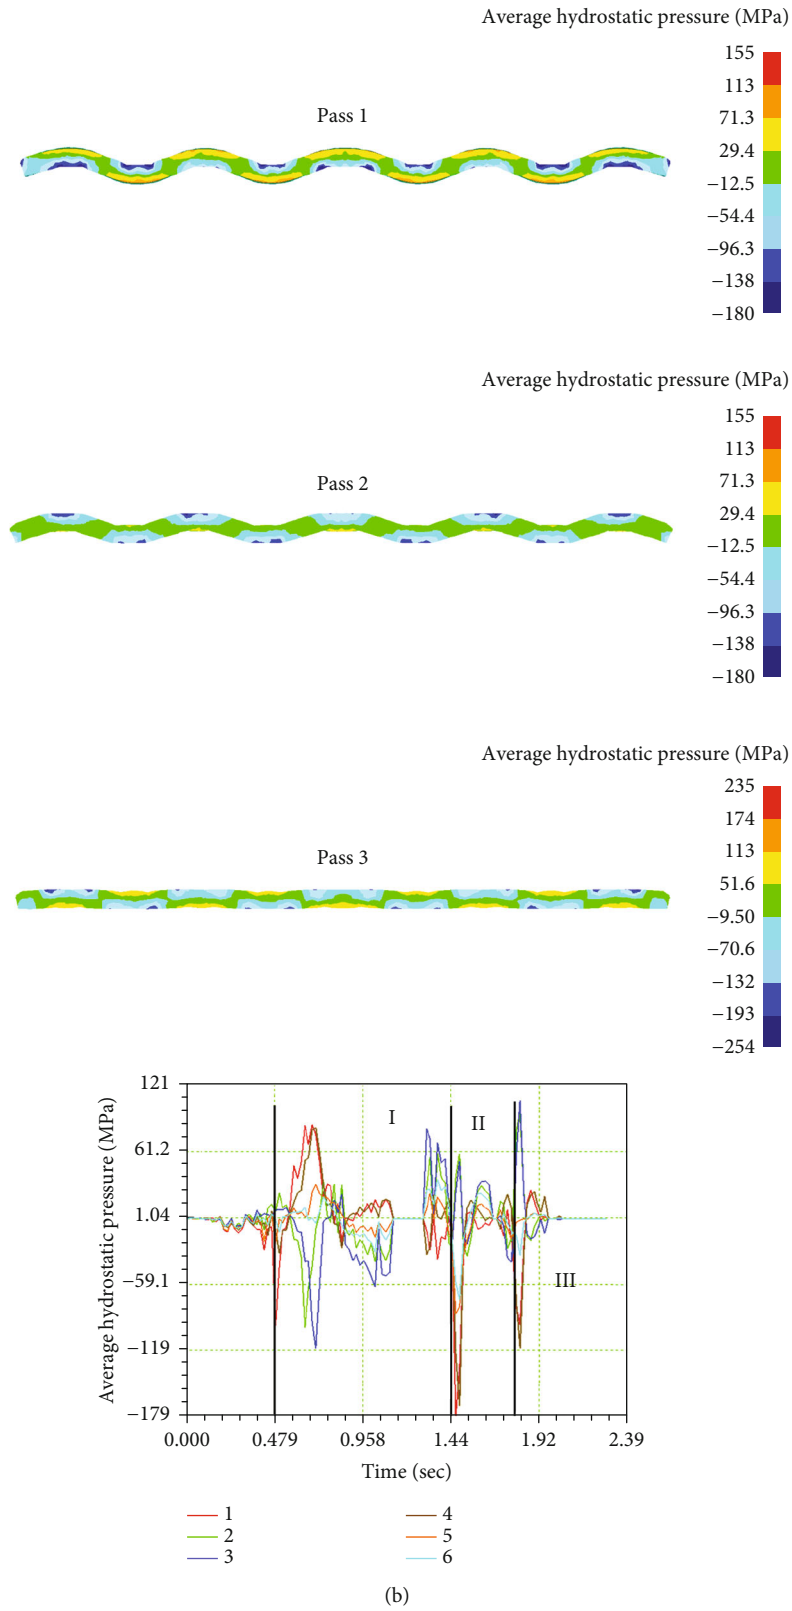 Average hydrostatic pressure (MPa)
155
113
71.3
29.4
−12.5
−54.4
−96.3
−138
−180
Pass 1
Average hydrostatic pressure (MPa)
155
113
71.3
29.4
−12.5
−54.4
−96.3
−138
−180
Pass 2
Average hydrostatic pressure (MPa)
235
174
113
51.6
−9.50
−70.6
−132
−193
−254
Pass 3
Average hydrostatic pressure (MPa)
121
61.2
1.04
−59.1
−119
−179
I
II
III
0.000 0.479 0.958 1.44 1.92 2.39
Time (sec)
1 4
2 5
3 6
(b)